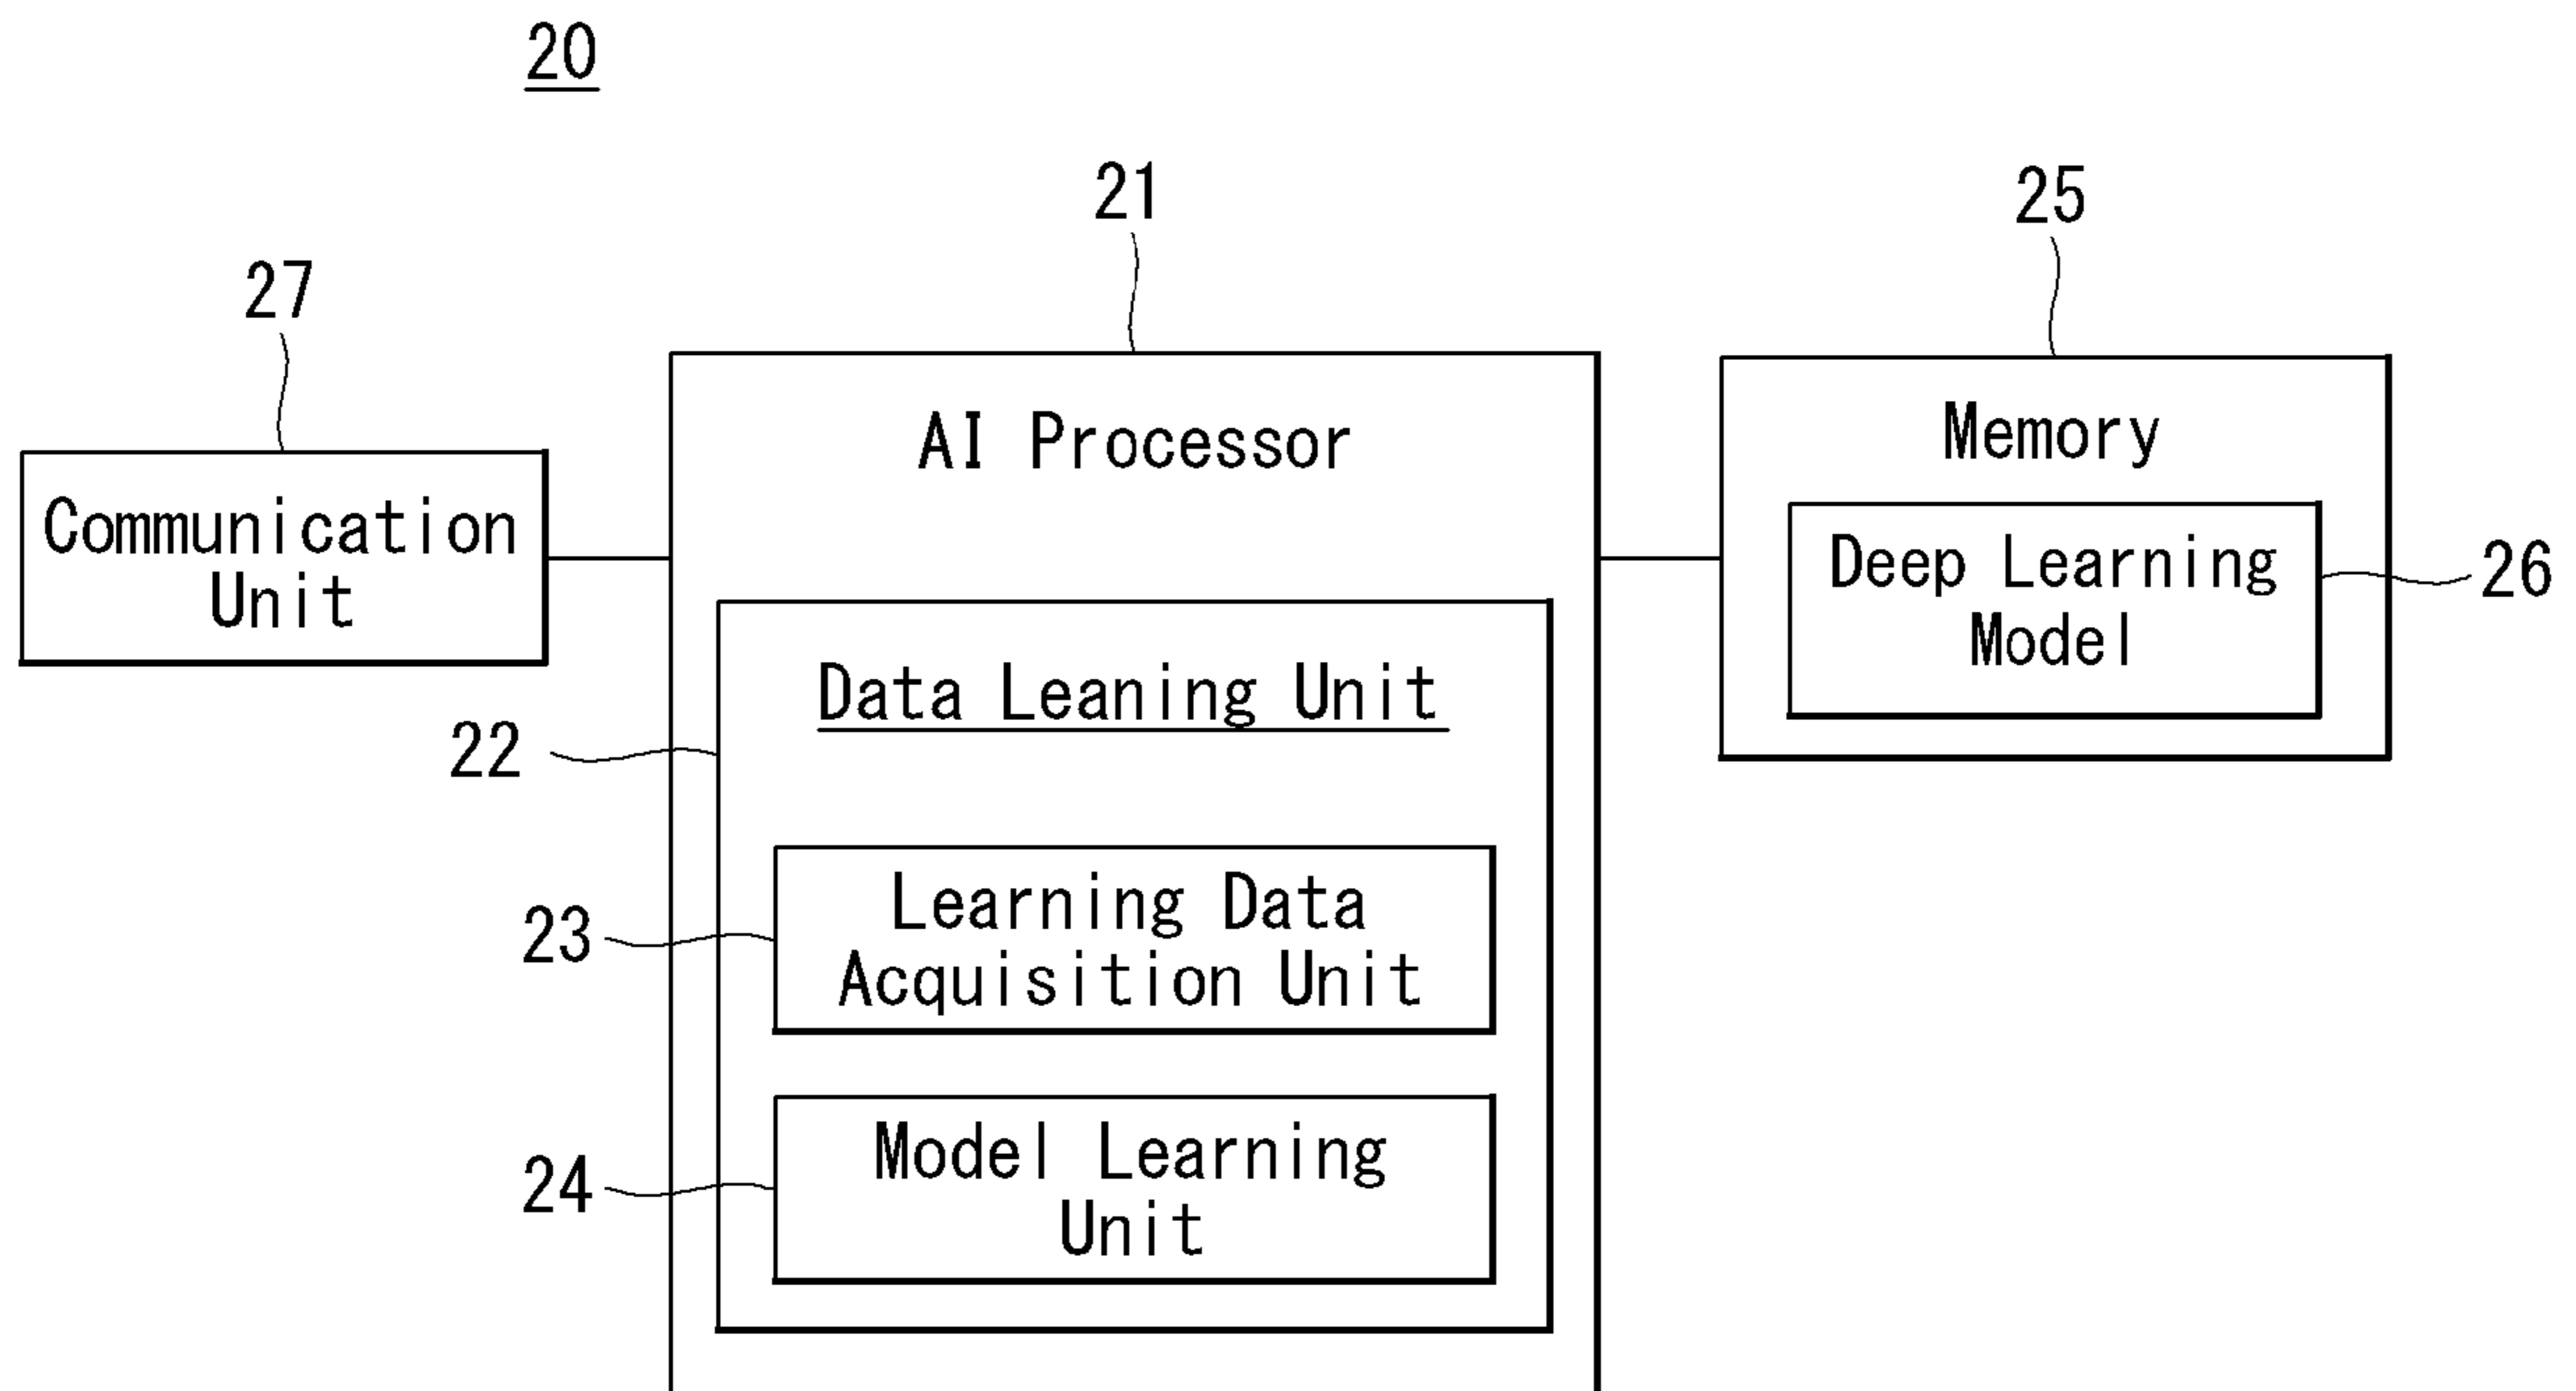 20
21
25
27
AI Processor
Memory
Communication
Unit
Deep Learning
Model
26
Data Leaning Unit
22
Learning Data
Acquisition Unit
23
Model Learning
Unit
24